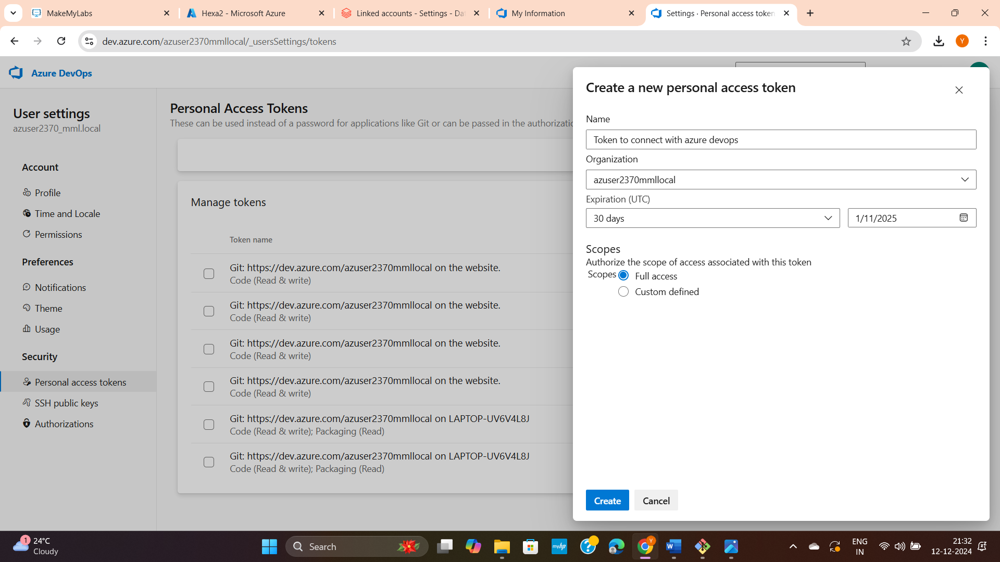 MakeMyLabs
Hexa2 - Microsoft Azure
Linked accounts - Settings - Da
My Information
Settings · Personal access token
dev.azure.com/azuser2370mmllocal/_usersSettings/tokens
Y
Azure DevOps
User settings
azuser2370_mml.local
Account
Profile
Time and Locale
Permissions
Preferences
Notifications
Theme
Usage
Security
Personal access tokens
SSH public keys
Authorizations
Personal Access Tokens
These can be used instead of a password for applications like Git or can be passed in the authorizatio
Manage tokens
Token name
Git: https://dev.azure.com/azuser2370mmllocal on the website.
Code (Read & write)
Git: https://dev.azure.com/azuser2370mmllocal on the website.
Code (Read & write)
Git: https://dev.azure.com/azuser2370mmllocal on the website.
Code (Read & write)
Git: https://dev.azure.com/azuser2370mmllocal on the website.
Code (Read & write)
Git: https://dev.azure.com/azuser2370mmllocal on LAPTOP-UV6V4L8J
Code (Read & write); Packaging (Read)
Git: https://dev.azure.com/azuser2370mmllocal on LAPTOP-UV6V4L8J
Code (Read & write); Packaging (Read)
Create a new personal access token
Name
Token to connect with azure devops
Organization
azuser2370mmllocal
Expiration (UTC)
30 days
1/11/2025
Scopes
Authorize the scope of access associated with this token
Scopes
Full access
Custom defined
Create
Cancel
1
24°C
Cloudy
Search
myhp
Y
W
ENG
IN
21:32
12-12-2024